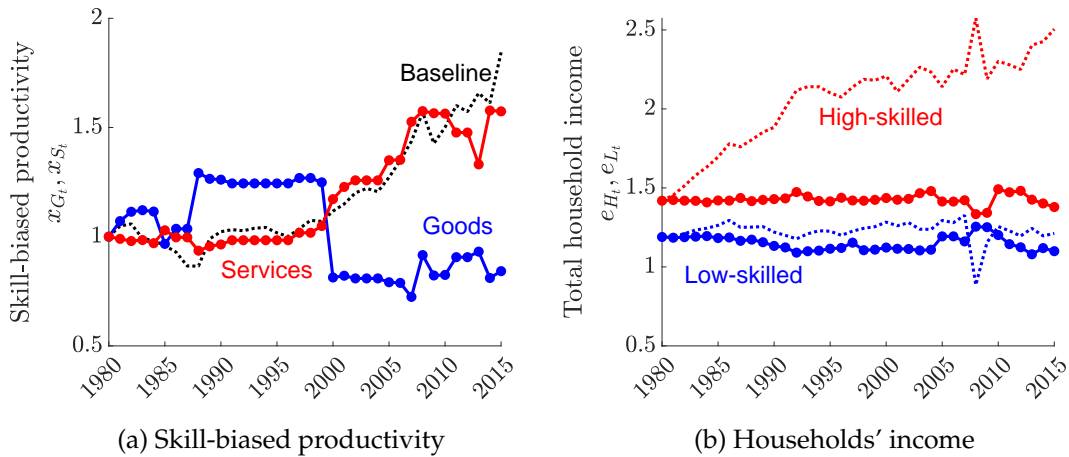 Skill-biased productivity
x_{G_t}, x_{S_t}
2
1.5
1
0.5
Baseline
Goods
Services
1980 1985 1990 1995 2000 2005 2010 2015
(a) Skill-biased productivity
Total household income
e_{H_t}, e_{L_t}
2.5
2
1.5
1
0.5
High-skilled
Low-skilled
1980 1985 1990 1995 2000 2005 2010 2015
(b) Households’ income